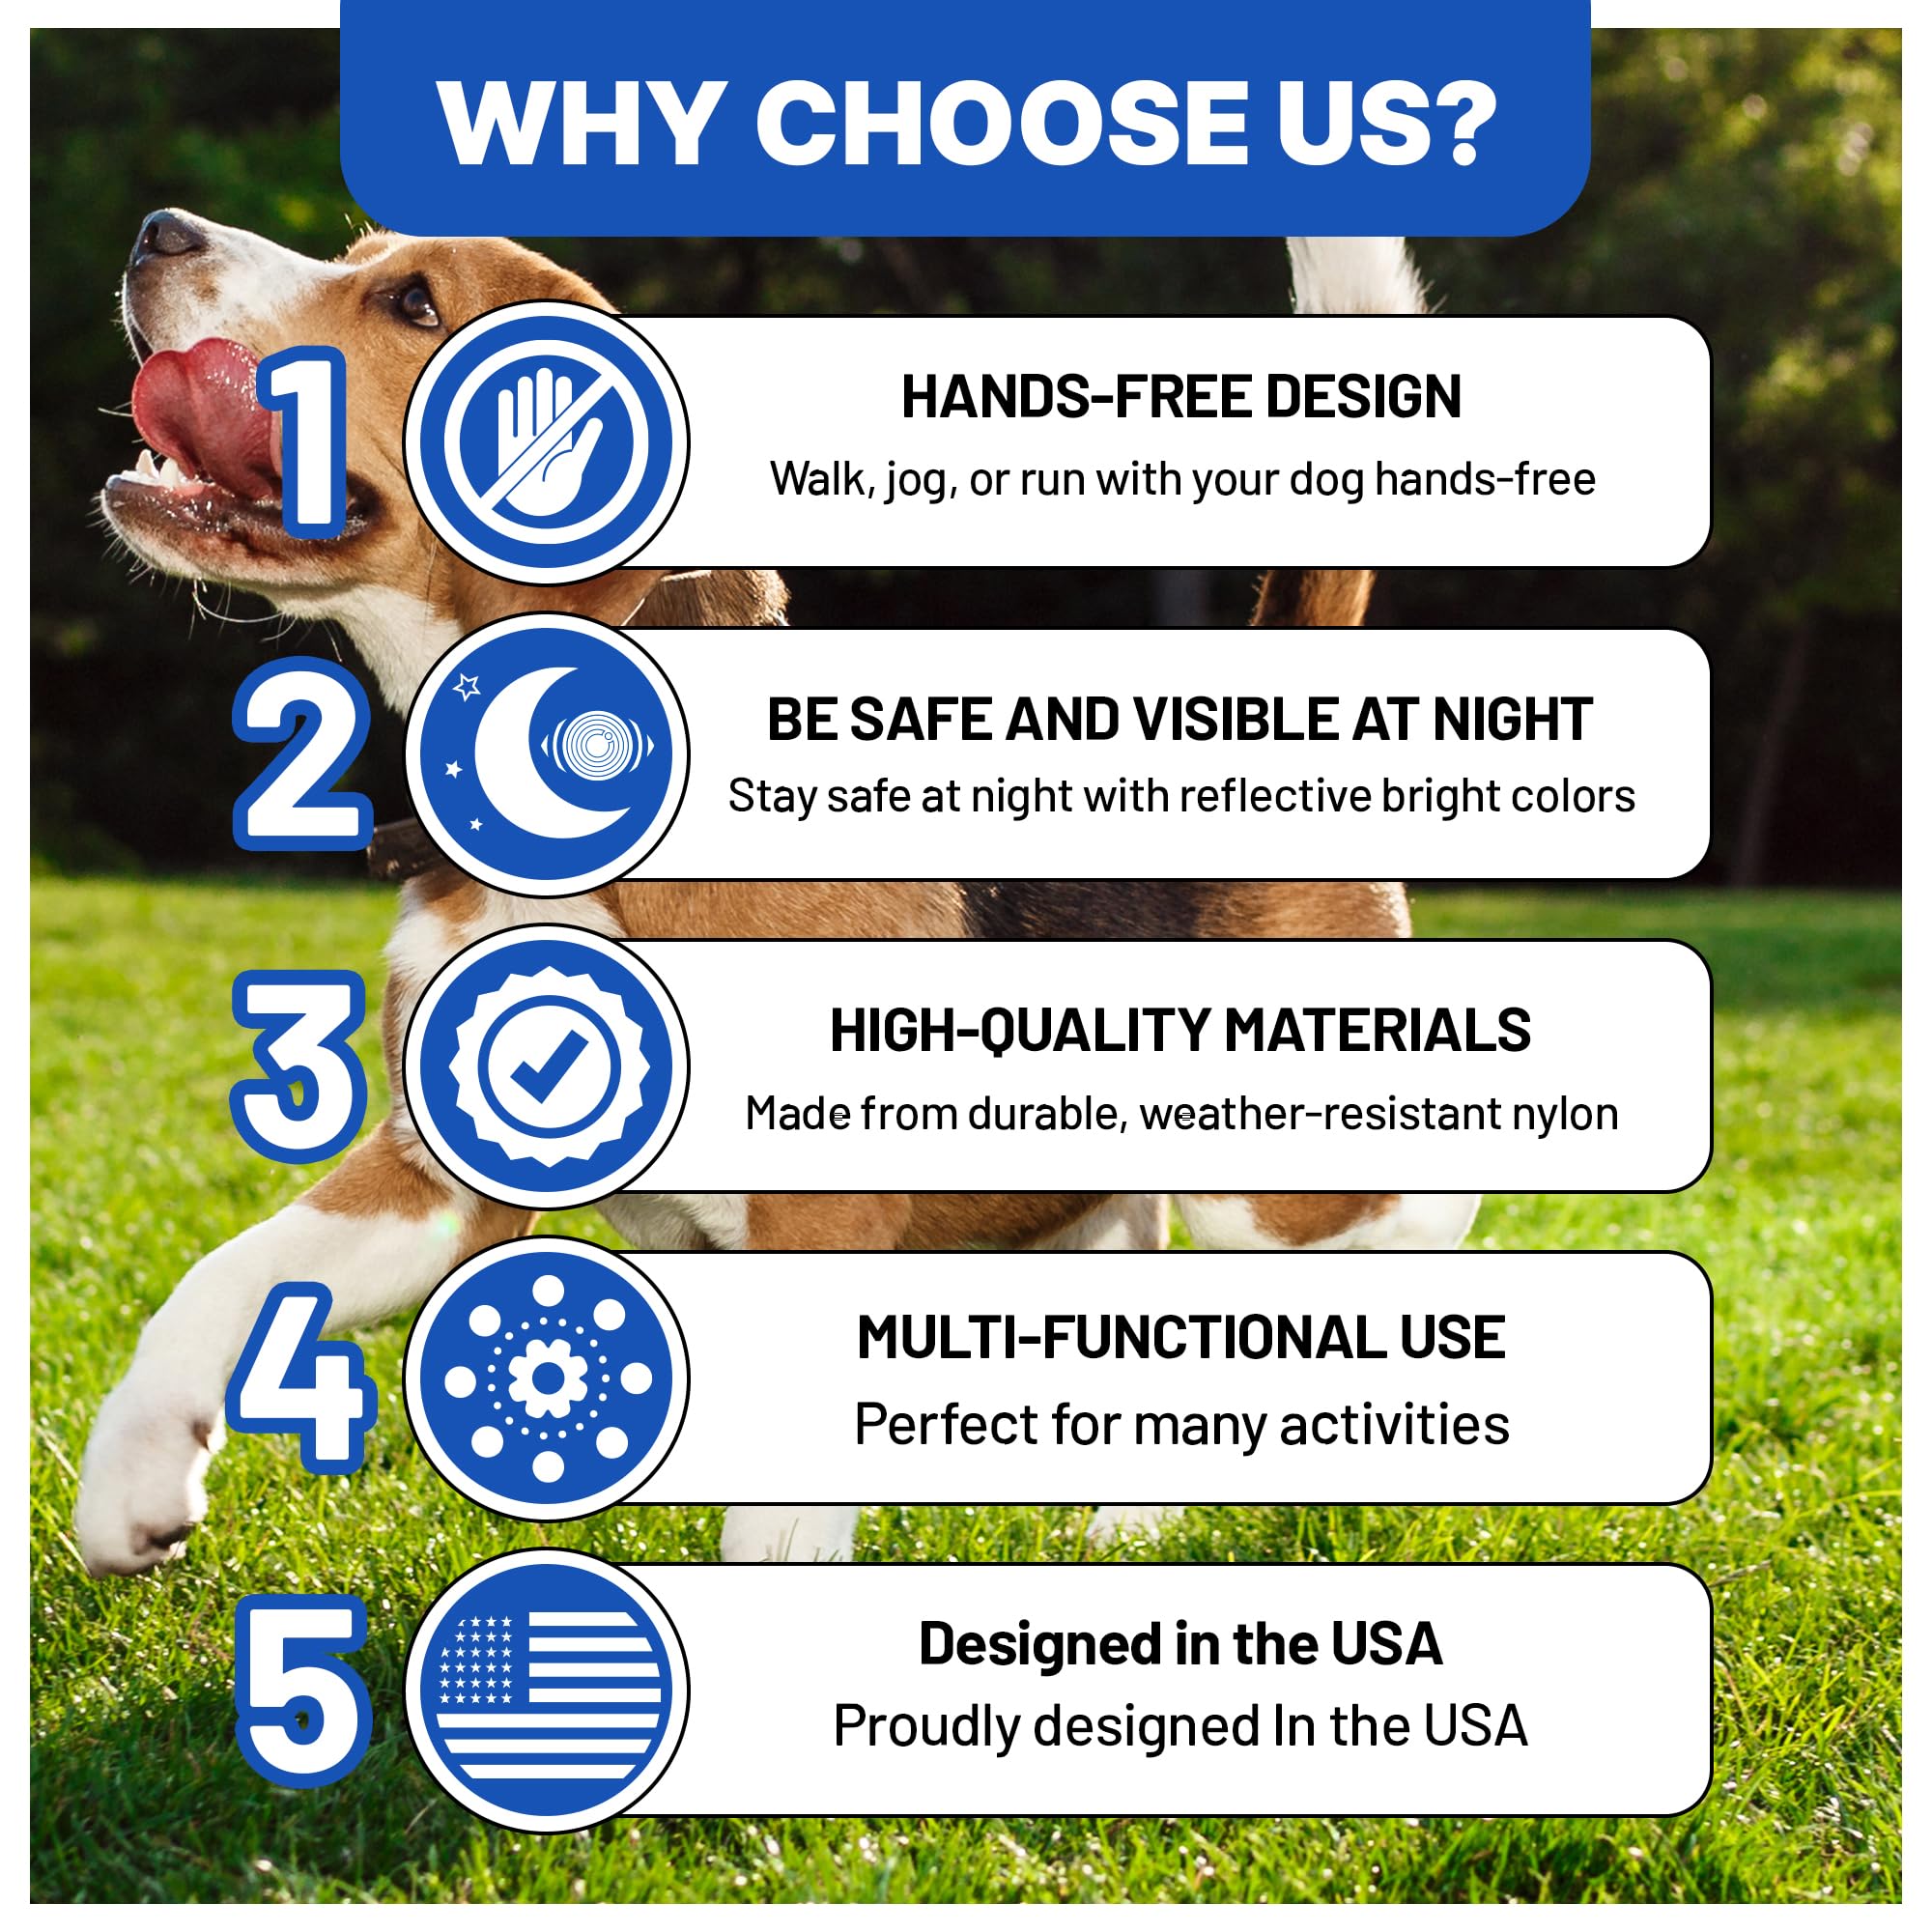 WHY CHOOSE US?
1
HANDS-FREE DESIGN
Walk, jog, or run with your dog hands-free
2
BE SAFE AND VISIBLE AT NIGHT
Stay safe at night with reflective bright colors
3
HIGH-QUALITY MATERIALS
Made from durable, weather-resistant nylon
4
MULTI-FUNCTIONAL USE
Perfect for many activities
5
Designed in the USA
Proudly designed In the USA